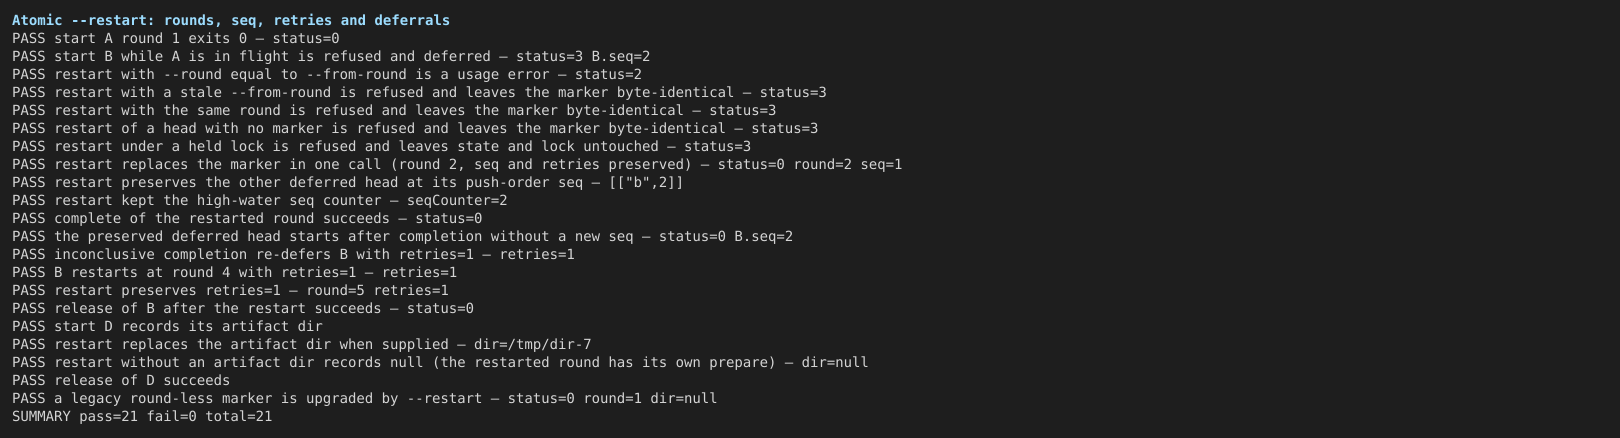 Atomic --restart: rounds, seq, retries and deferrals
PASS start A round 1 exits 0 — status=0
PASS start B while A is in flight is refused and deferred — status=3 B.seq=2
PASS restart with --round equal to --from-round is a usage error — status=2
PASS restart with a stale --from-round is refused and leaves the marker byte-identical — status=3
PASS restart with the same round is refused and leaves the marker byte-identical — status=3
PASS restart of a head with no marker is refused and leaves the marker byte-identical — status=3
PASS restart under a held lock is refused and leaves state and lock untouched — status=3
PASS restart replaces the marker in one call (round 2, seq and retries preserved) — status=0 round=2 seq=1
PASS restart preserves the other deferred head at its push-order seq — [["b",2]]
PASS restart kept the high-water seq counter — seqCounter=2
PASS complete of the restarted round succeeds — status=0
PASS the preserved deferred head starts after completion without a new seq — status=0 B.seq=2
PASS inconclusive completion re-defers B with retries=1 — retries=1
PASS B restarts at round 4 with retries=1 — retries=1
PASS restart preserves retries=1 — round=5 retries=1
PASS release of B after the restart succeeds — status=0
PASS start D records its artifact dir
PASS restart replaces the artifact dir when supplied — dir=/tmp/dir-7
PASS restart without an artifact dir records null (the restarted round has its own prepare) — dir=null
PASS release of D succeeds
PASS a legacy round-less marker is upgraded by --restart — status=0 round=1 dir=null
SUMMARY pass=21 fail=0 total=21